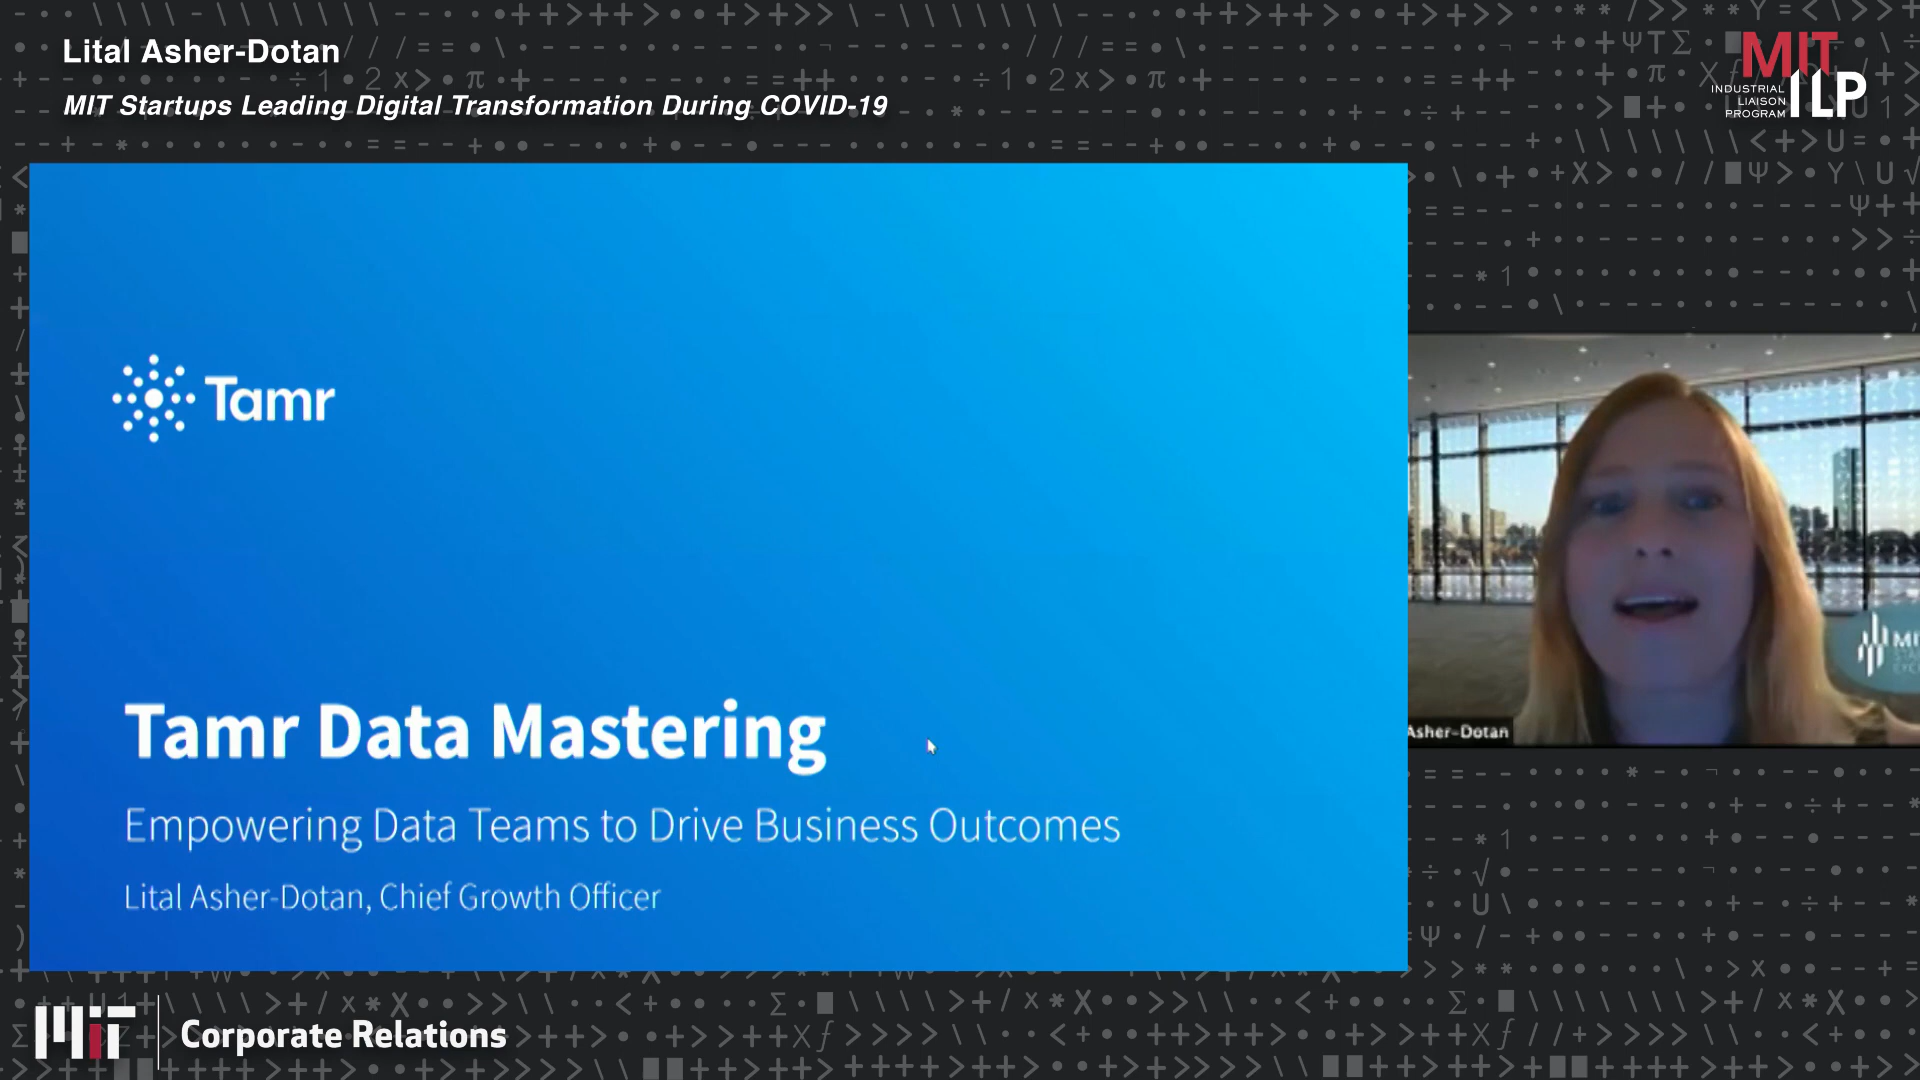 Lital Asher-Dotan
MIT Startups Leading Digital Transformation During COVID-19
MIT
ILP
INDUSTRIAL
LIAISON
PROGRAM
Tamr
Tamr Data Mastering
Empowering Data Teams to Drive Business Outcomes
Lital Asher-Dotan, Chief Growth Officer
Asher-Dotan
MIT
Corporate Relations